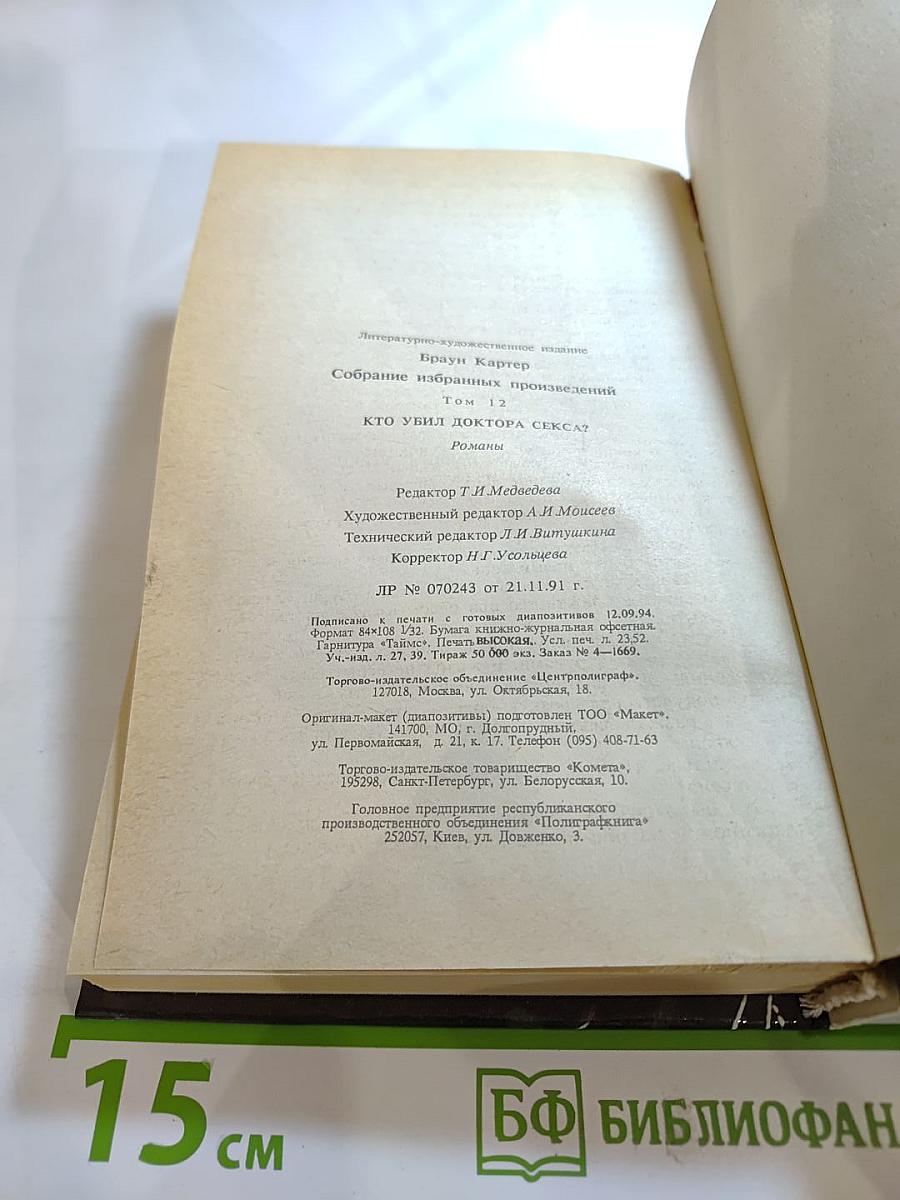 Литературно-художественное издание
Браун Картер
Собрание избранных произведений
Том 12
КТО УБИЛ ДОКТОРА СЕКСА?
Романы
Редактор Т.И.Медведева
Художественный редактор А.И.Моисеев
Технический редактор Л.И.Витушкина
Корректор Н.Г.Усольцева
ЛР № 070243 от 21.11.91 г.
Подписано к печати с готовых диапозитивов 12.09.94.
Формат 84×108 1/32. Бумага книжно-журнальная офсетная.
Гарнитура «Таймс». Печать ВЫСОКАЯ. Усл. печ. л. 23,52.
Уч.-изд. л. 27, 39. Тираж 50 000 экз. Заказ № 4—1669.
Торгово-издательское объединение «Центрполиграф».
127018, Москва, ул. Октябрьская, 18.
Оригинал-макет (диапозитивы) подготовлен ТОО «Макет».
141700, МО, г. Долгопрудный,
ул. Первомайская, д. 21, к. 17. Телефон (095) 408-71-63
Торгово-издательское товарищество «Комета»,
195298, Санкт-Петербург, ул. Белорусская, 10.
Головное предприятие республиканского
производственного объединения «Полиграфкнига»
252057, Киев, ул. Довженко, 3.
15 см
БФ БИБЛИОФАН